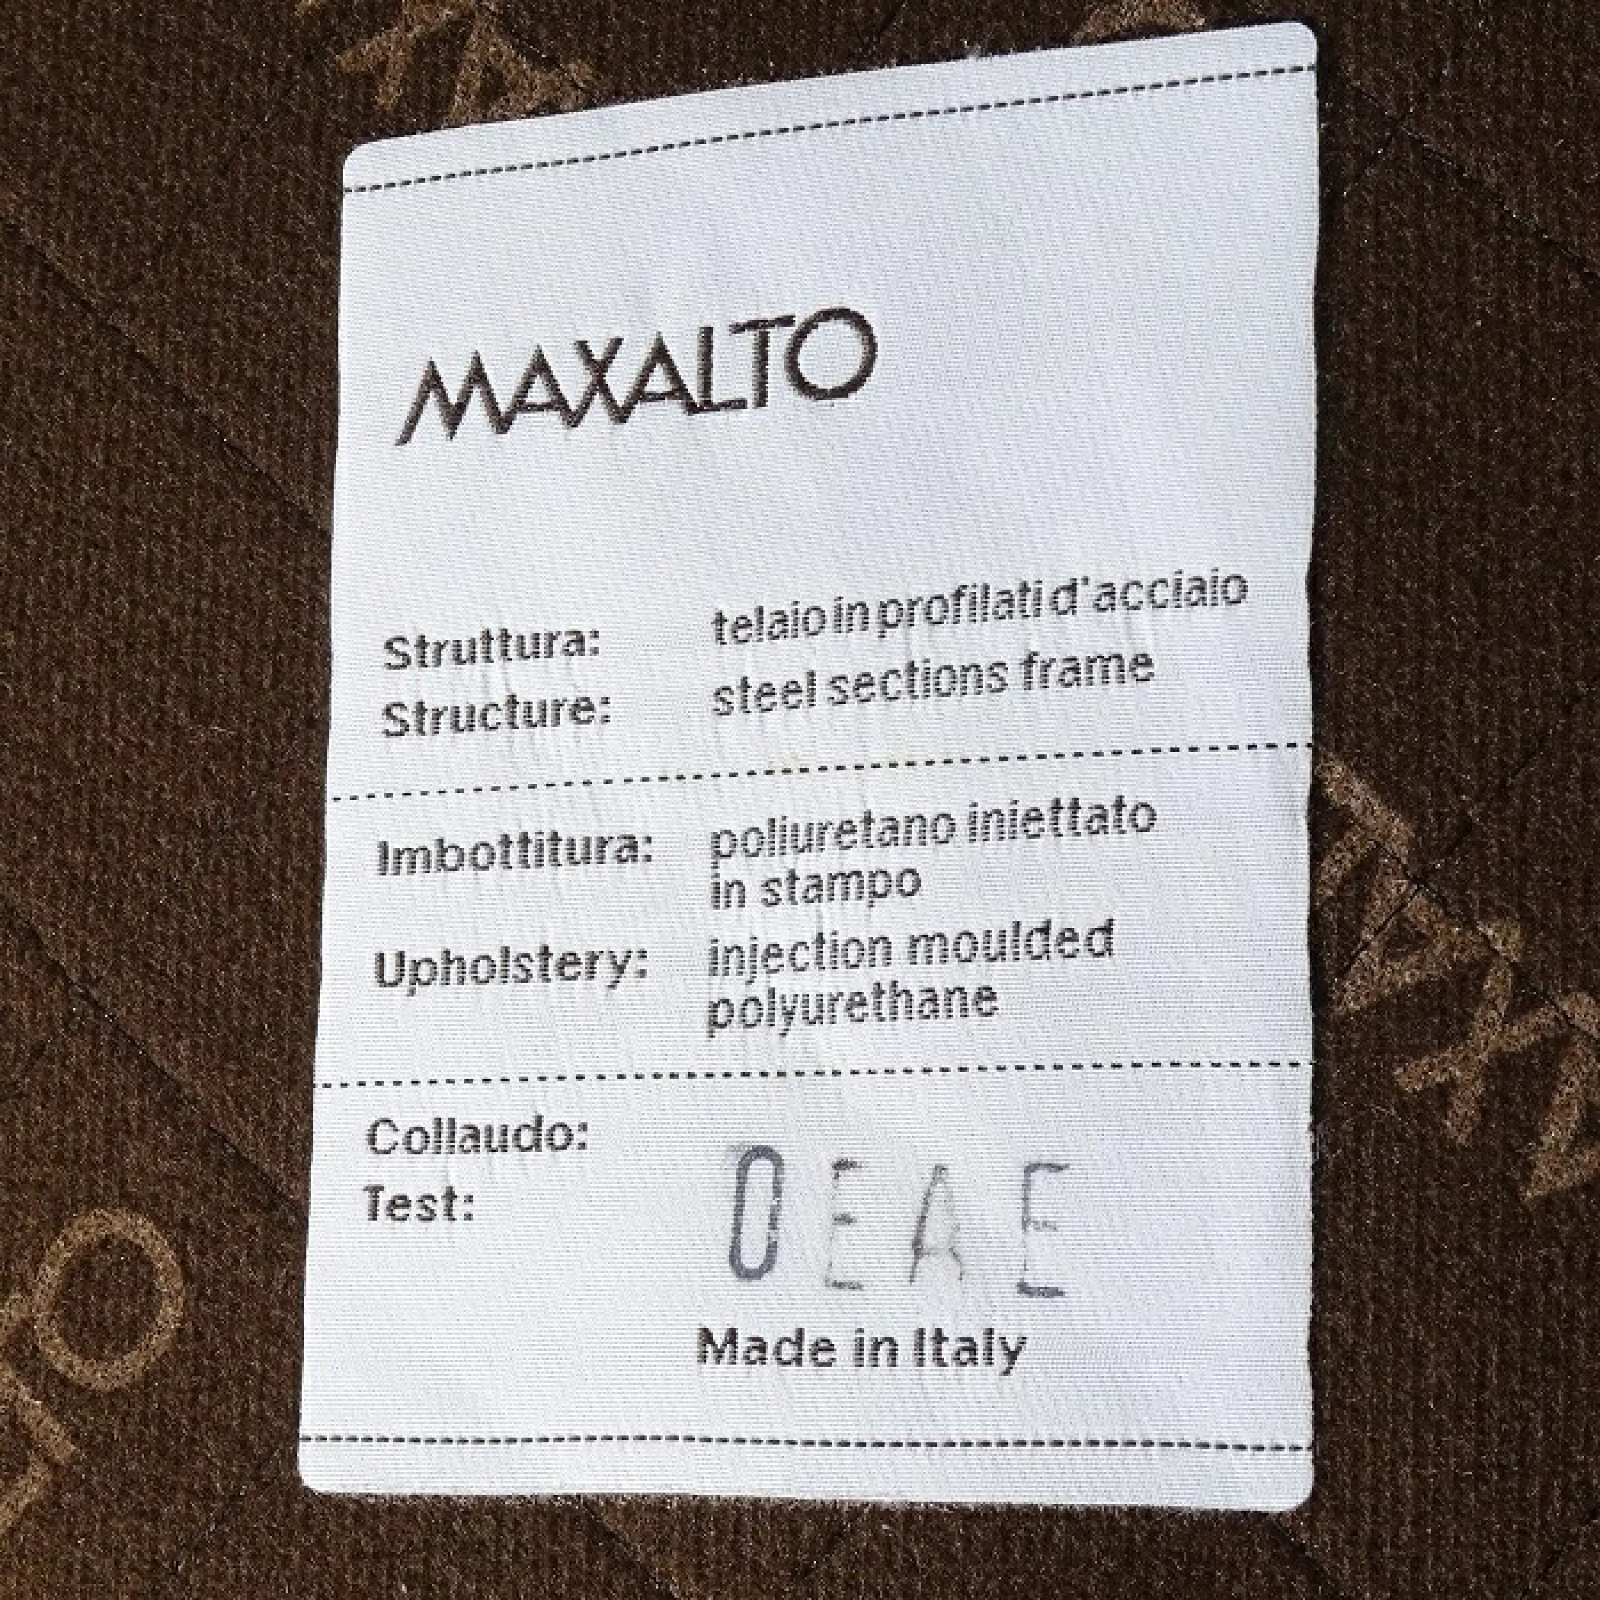 MAXALTO
Struttura: telaio in profilati d'acciaio
Structure: steel sections frame
Imbottitura: poliuretano iniettato
in stampo
Upholstery: injection moulded
polyurethane
Collaudo:
Test: 0 E A E
Made in Italy